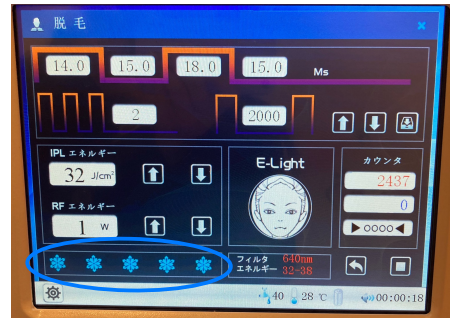 脱毛
14.0 15.0 18.0 15.0 Ms
2 2000
IPL エネルギー
32 J/cm²
RF エネルギー
1 W
E-Light
カウンタ
2437
0
▶0000◀
フィルタ 640nm
エネルギー 32-38
40 28 ℃ 00:00:18